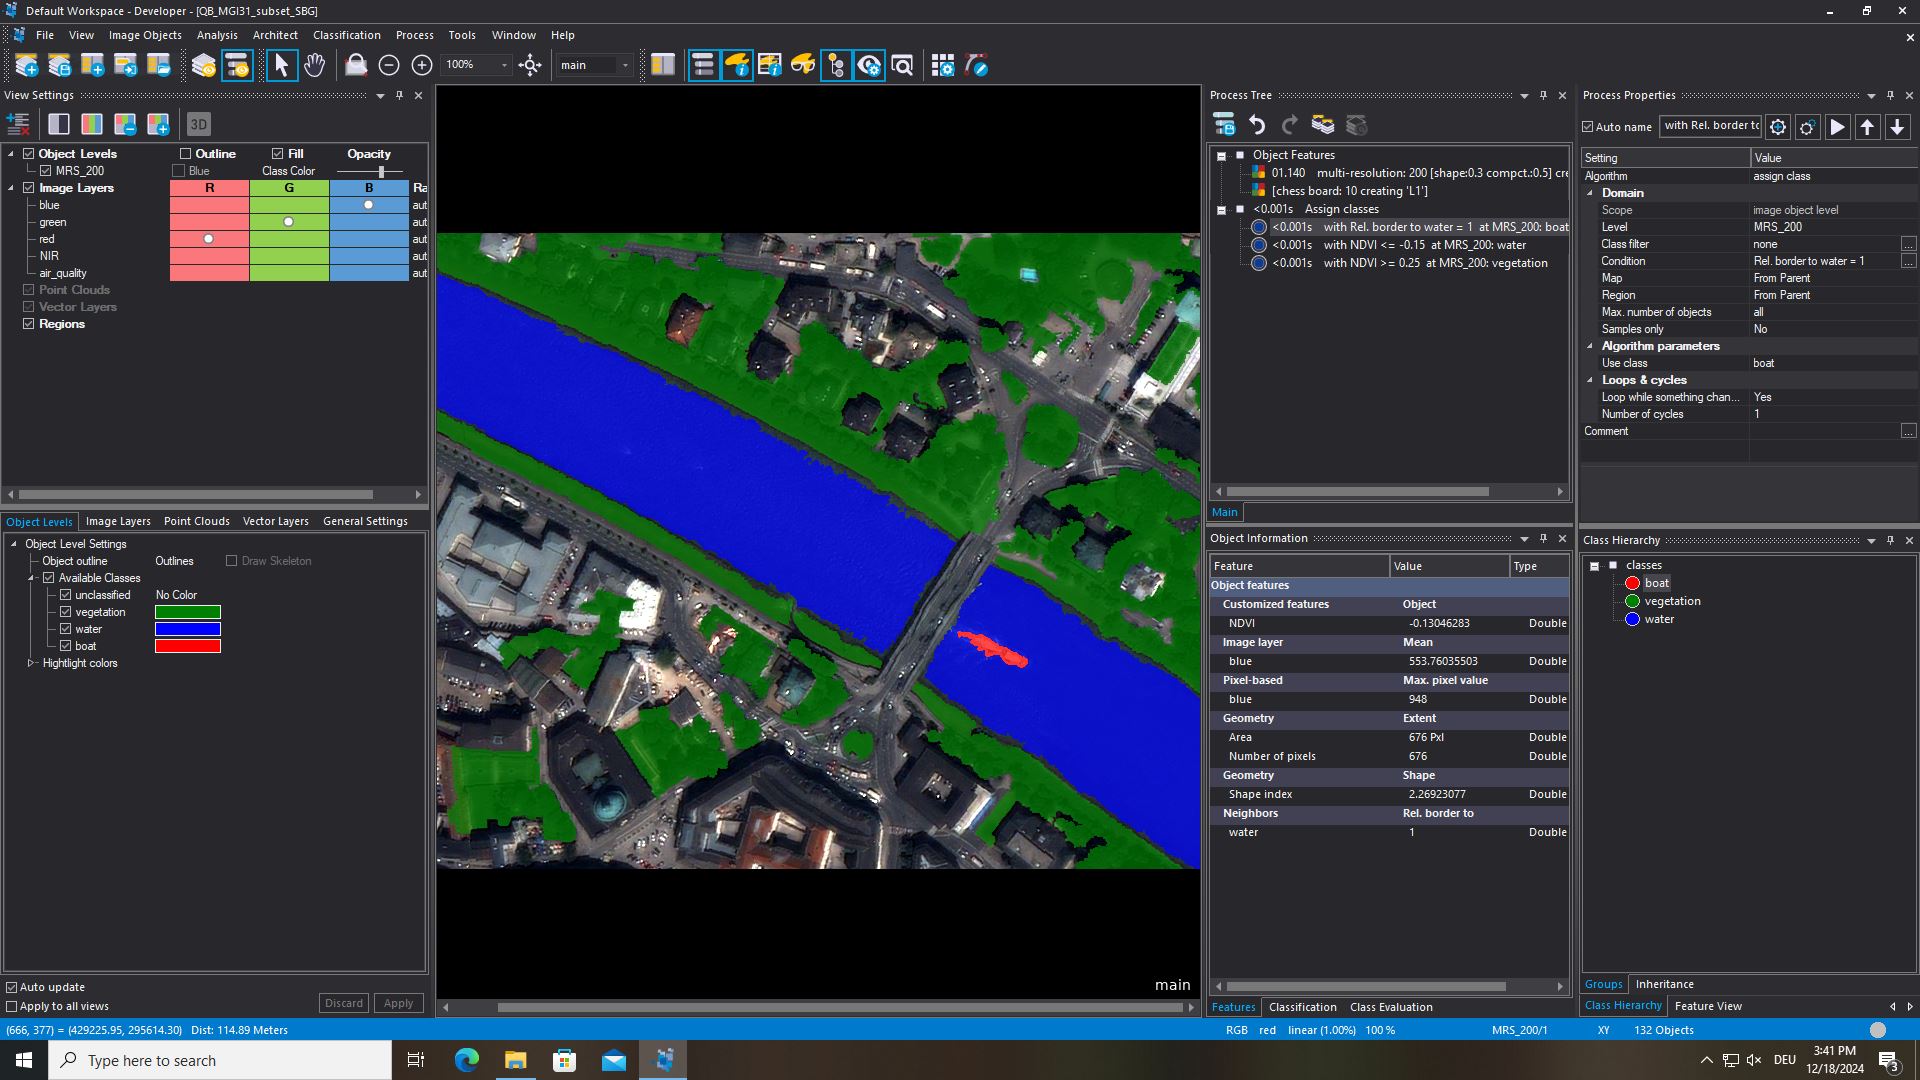 Default Workspace - Developer - [QB_MGI31_subset_SBG]
File View Image Objects Analysis Architect Classification Process Tools Window Help
100% main
View Settings
3D
Object Levels Outline Fill Opacity
MRS_200 Blue Class Color
Image Layers R G B Ra
blue aut
green aut
red aut
NIR aut
air_quality aut
Point Clouds
Vector Layers
Regions
Object Levels Image Layers Point Clouds Vector Layers General Settings
Object Level Settings
Object outline Outlines Draw Skeleton
Available Classes
unclassified No Color
vegetation
water
boat
Hightlight colors
Auto update
Apply to all views Discard Apply
main
Process Tree
Object Features
01.140 multi-resolution: 200 [shape:0.3 compct.:0.5] cre
[chess board: 10 creating 'L1']
<0.001s Assign classes
<0.001s with Rel. border to water = 1 at MRS_200: boat
<0.001s with NDVI <= -0.15 at MRS_200: water
<0.001s with NDVI >= 0.25 at MRS_200: vegetation
Main
Object Information
Feature Value Type
Object features
Customized features Object
NDVI -0.13046283 Double
Image layer Mean
blue 553.76035503 Double
Pixel-based Max. pixel value
blue 948 Double
Geometry Extent
Area 676 Pxl Double
Number of pixels 676 Double
Geometry Shape
Shape index 2.26923077 Double
Neighbors Rel. border to
water 1 Double
Features Classification Class Evaluation
Process Properties
Auto name with Rel. border to
Setting Value
Algorithm assign class
Domain
Scope image object level
Level MRS_200
Class filter none ...
Condition Rel. border to water = 1 ...
Map From Parent
Region From Parent
Max. number of objects all
Samples only No
Algorithm parameters
Use class boat
Loops & cycles
Loop while something chan... Yes
Number of cycles 1
Comment ...
Class Hierarchy
classes
boat
vegetation
water
Groups Inheritance
Class Hierarchy Feature View
(666, 377) = (429225.95, 295614.30) Dist: 114.89 Meters RGB red linear (1.00%) 100 % MRS_200/1 XY 132 Objects
Type here to search DEU 3:41 PM
12/18/2024 3